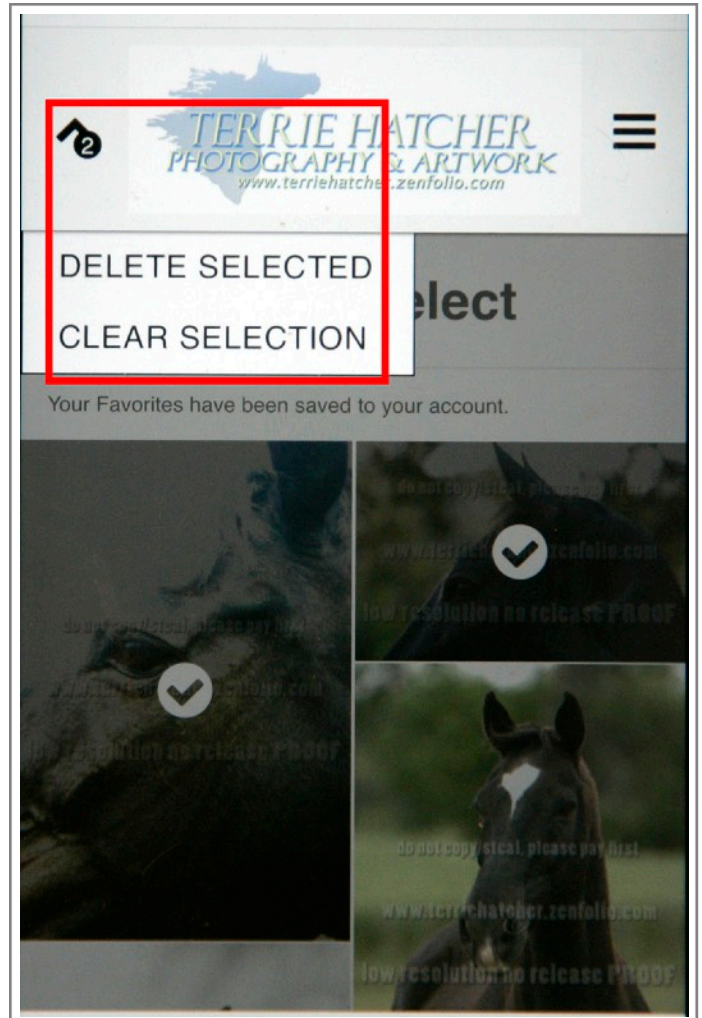 2
TERRIE HATCHER
PHOTOGRAPHY & ARTWORK
www.terriehatcher.zenfolio.com
DELETE SELECTED
CLEAR SELECTION
elect
Your Favorites have been saved to your account.
do not copy/steal, please pay first
www.terriehatcher.zenfolio.com
low resolution no release PROOF
do not copy/steal, please pay first
www.terriehatcher.zenfolio.com
low resolution no release PROOF
do not copy/steal, please pay first
www.terriehatcher.zenfolio.com
low resolution no release PROOF